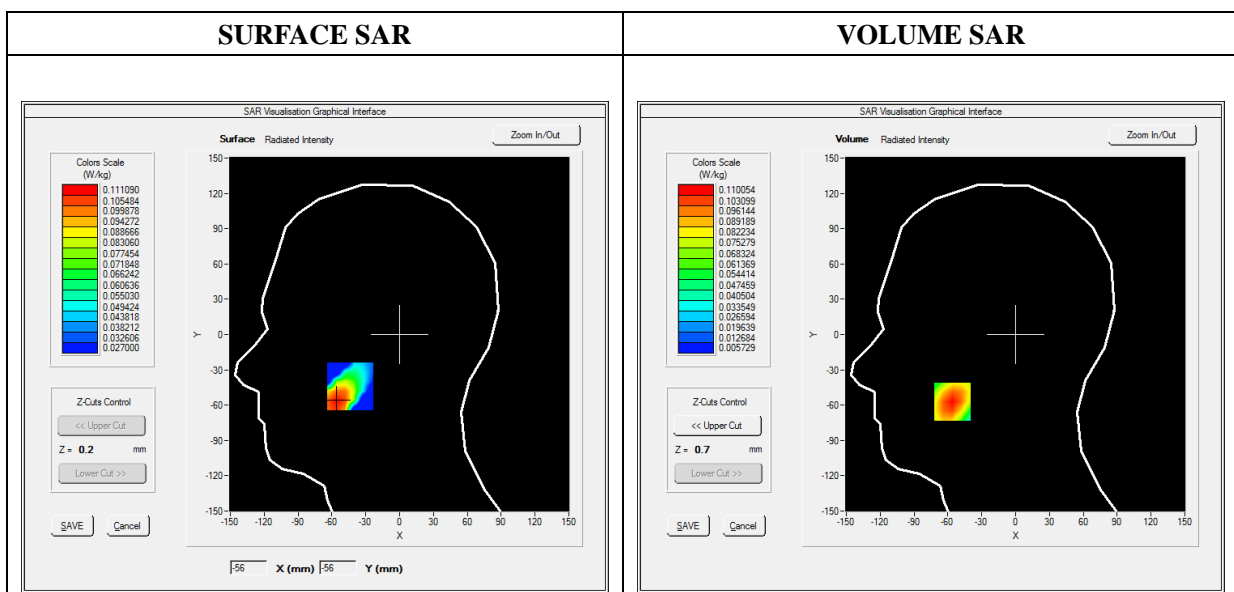 SURFACE SAR
VOLUME SAR
SAR Visualisation Graphical Interface
Surface Radiated Intensity
Zoom In/Out
Colors Scale
(W/kg)
0.111090
0.105484
0.099878
0.094272
0.088666
0.083060
0.077454
0.071848
0.066242
0.060636
0.055030
0.049424
0.043818
0.038212
0.032606
0.027000
Z-Cuts Control
<< Upper Cut
Z = 0.2 mm
Lower Cut >>
SAVE Cancel
150
120
90
60
30
0
-30
-60
-90
-120
-150
Y
-150 -120 -90 -60 -30 0 30 60 90 120 150
X
-56 X (mm) -56 Y (mm)
SAR Visualisation Graphical Interface
Volume Radiated Intensity
Zoom In/Out
Colors Scale
(W/kg)
0.110054
0.103099
0.096144
0.089189
0.082234
0.075279
0.068324
0.061369
0.054414
0.047459
0.040504
0.033549
0.026594
0.019639
0.012684
0.005729
Z-Cuts Control
<< Upper Cut
Z = 0.7 mm
Lower Cut >>
SAVE Cancel
150
120
90
60
30
0
-30
-60
-90
-120
-150
Y
-150 -120 -90 -60 -30 0 30 60 90 120 150
X